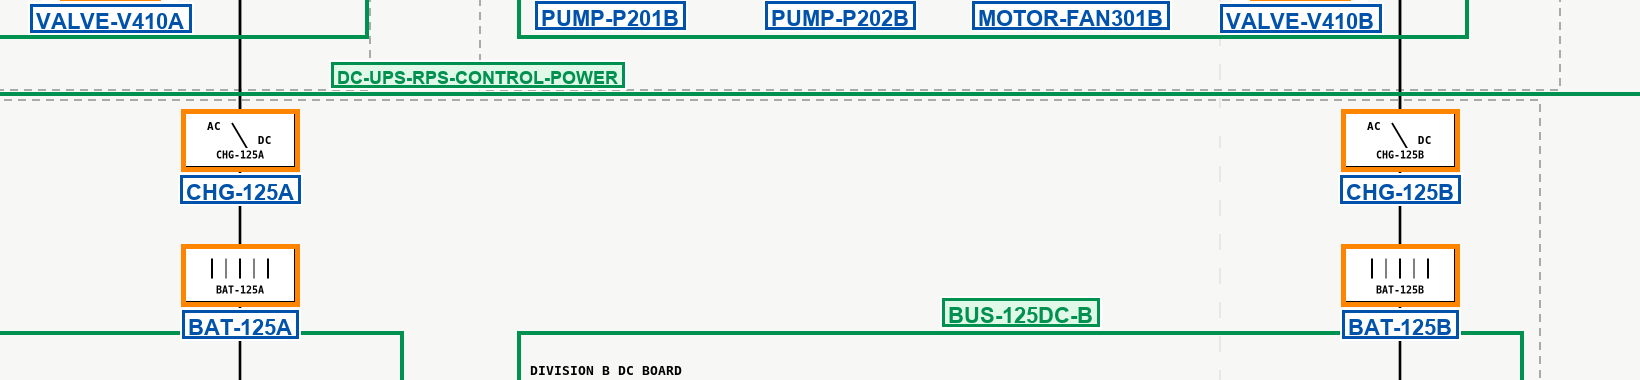 VALVE-V410A
PUMP-P201B
PUMP-P202B
MOTOR-FAN301B
VALVE-V410B
DC-UPS-RPS-CONTROL-POWER
AC
DC
CHG-125A
CHG-125A
AC
DC
CHG-125B
CHG-125B
BAT-125A
BAT-125A
BAT-125B
BAT-125B
BUS-125DC-B
DIVISION B DC BOARD